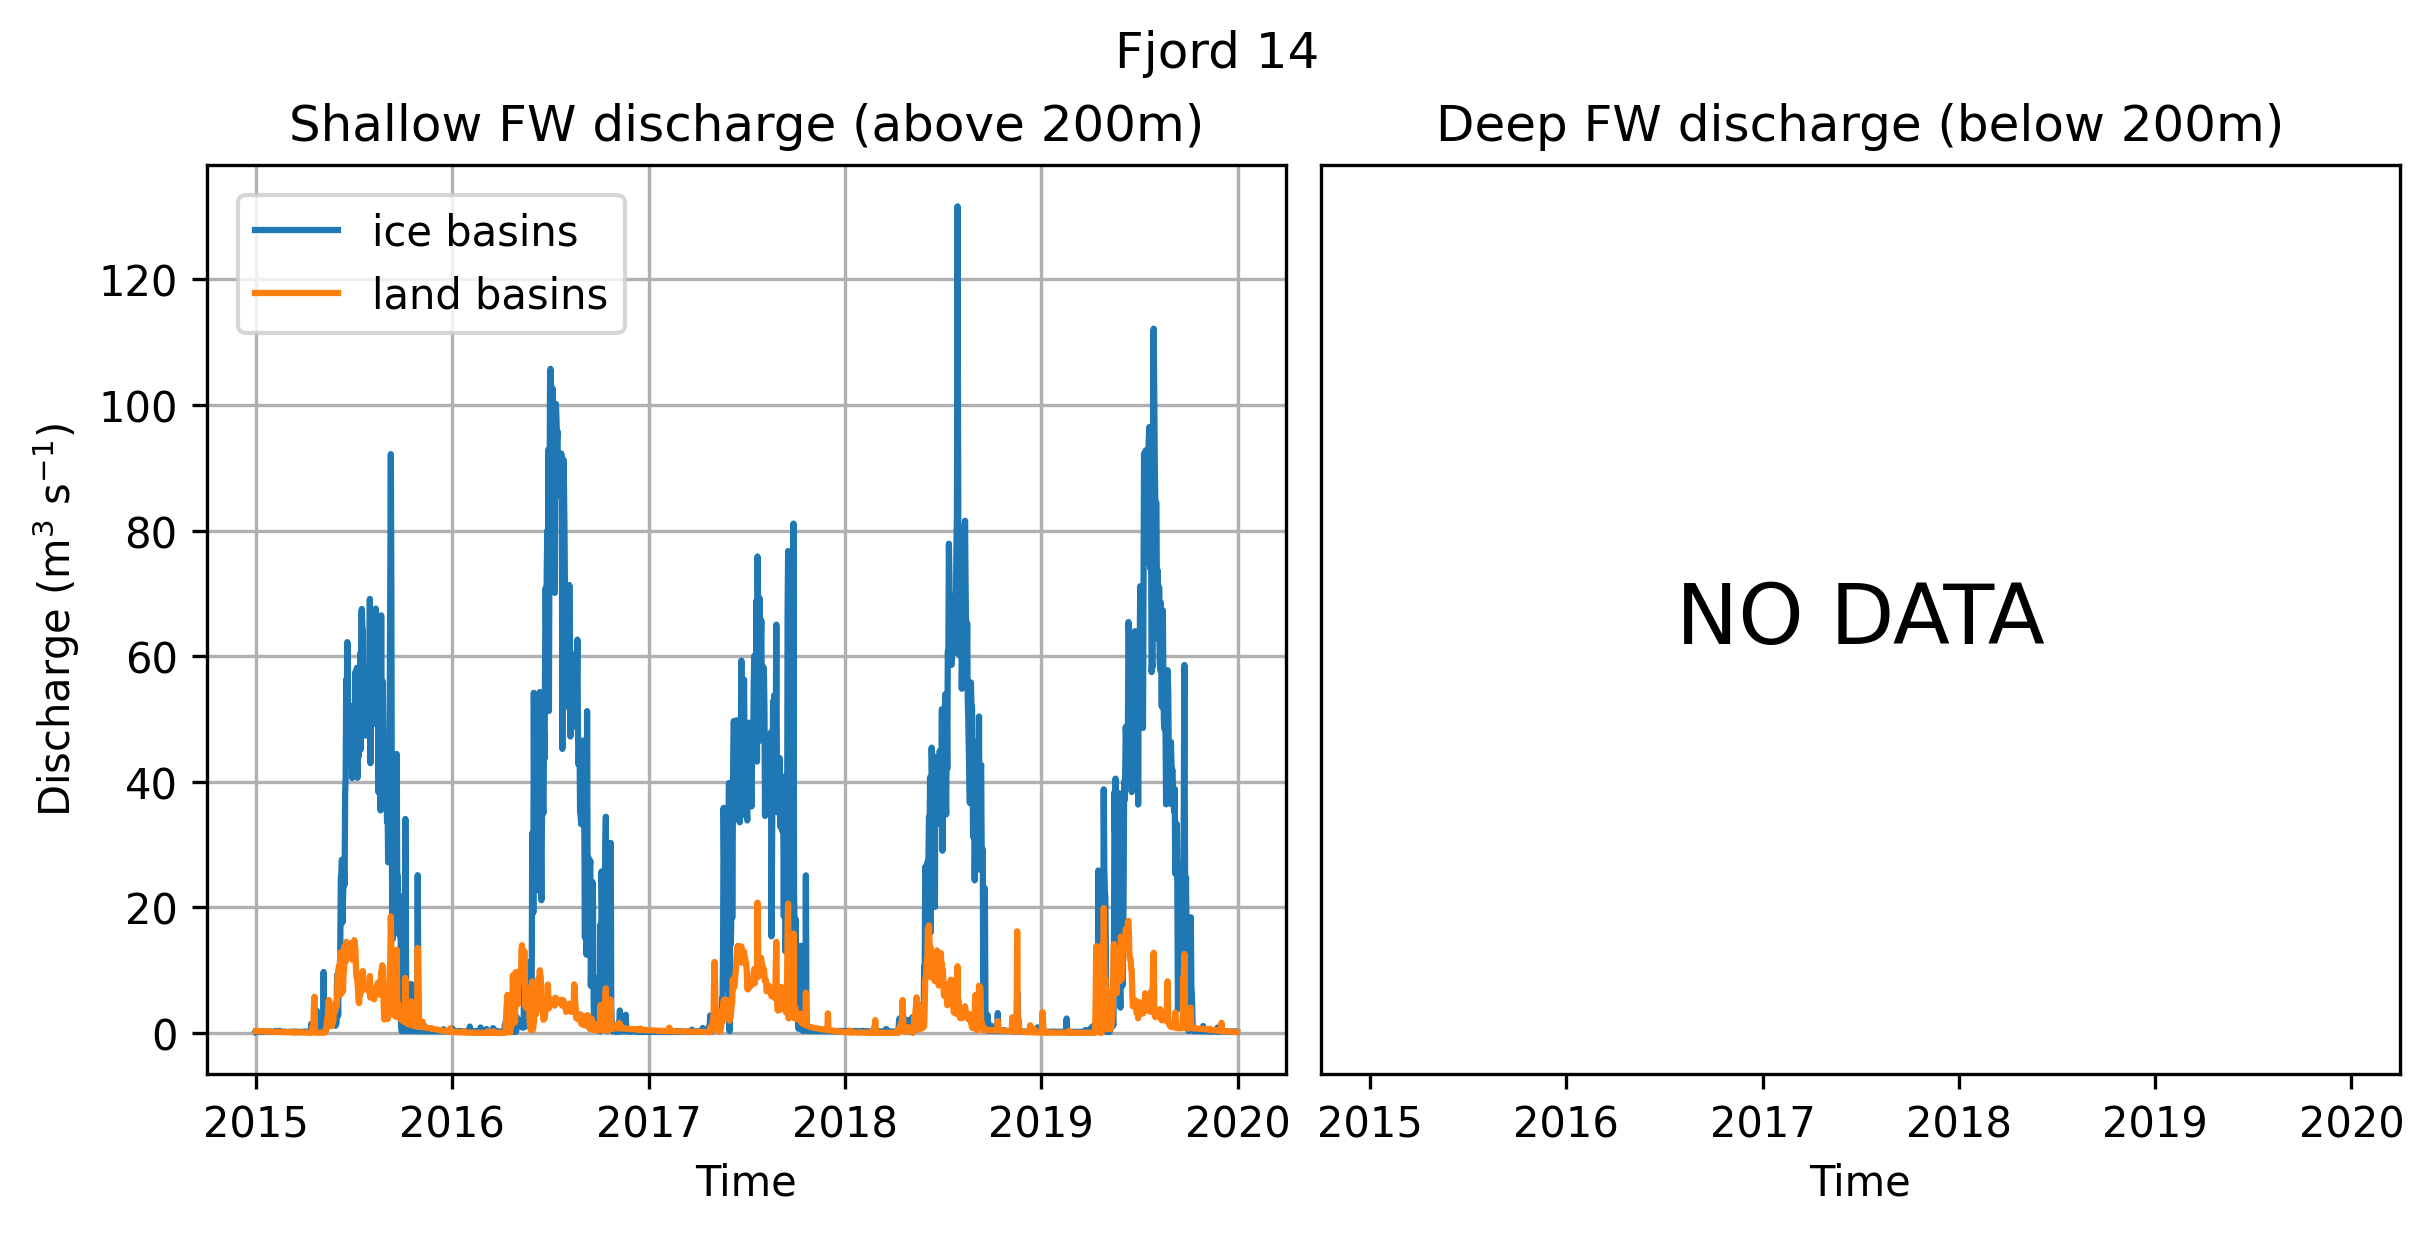 Fjord 14
Shallow FW discharge (above 200m)
Deep FW discharge (below 200m)
ice basins
land basins
120
100
80
60
40
20
0
Discharge (m³ s⁻¹)
NO DATA
2015 2016 2017 2018 2019 2020
2015 2016 2017 2018 2019 2020
Time
Time